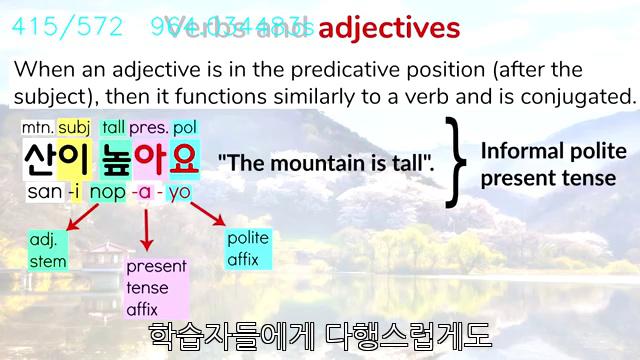 415/572 964.034483s
Verbs and adjectives
When an adjective is in the predicative position (after the
subject), then it functions similarly to a verb and is conjugated.
mtn. subj tall pres. pol
산이 높아요
san -i nop -a - yo
"The mountain is tall".
Informal polite
present tense
adj.
stem
present
tense
affix
polite
affix
학습자들에게 다행스럽게도